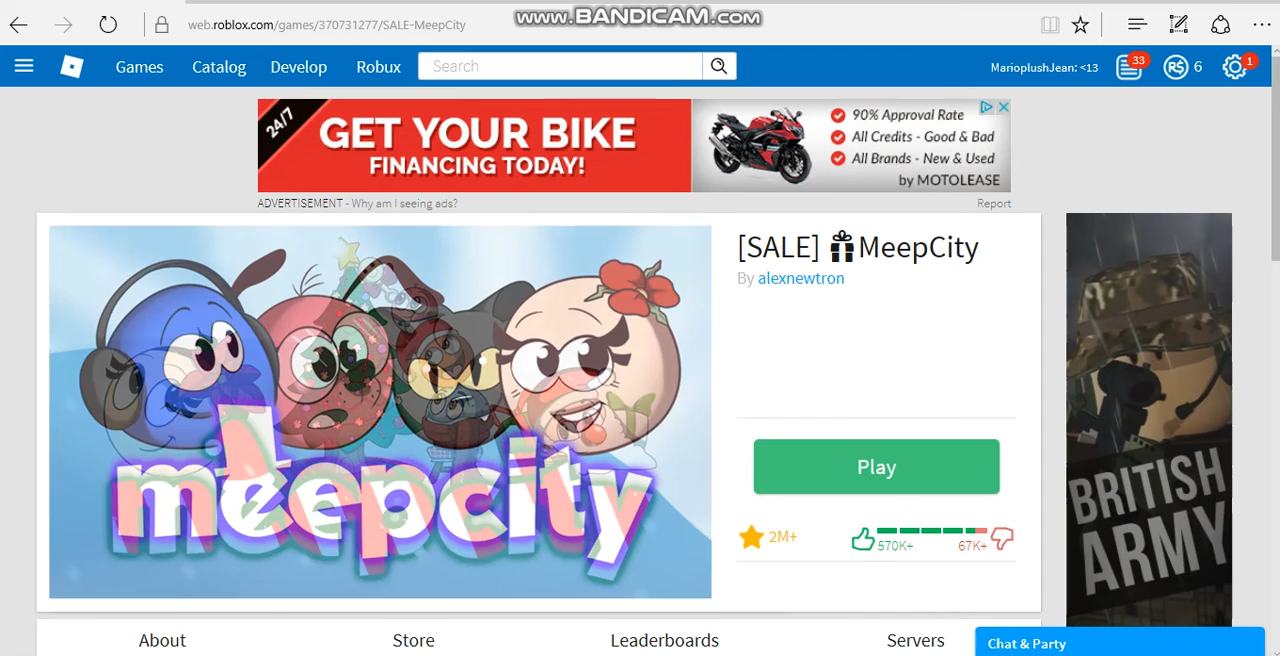 web.roblox.com/games/370731277/SALE-MeepCity
www.BANDICAM.com
Games
Catalog
Develop
Robux
Search
MarioplushJean: <13
33
R$ 6
1
24/7
GET YOUR BIKE
FINANCING TODAY!
90% Approval Rate
All Credits - Good & Bad
All Brands - New & Used
by MOTOLEASE
ADVERTISEMENT - Why am I seeing ads?
Report
meepcity
[SALE] MeepCity
By alexnewtron
Play
2M+
570K+
67K+
BRITISH
ARMY
About
Store
Leaderboards
Servers
Chat & Party